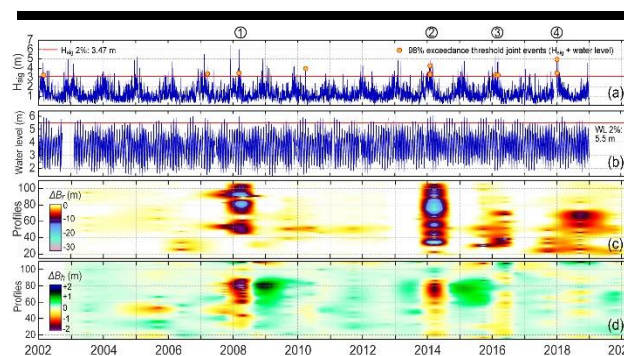 ① ② ③ ④
H_sig 2%: 3.47 m
98% exceedance threshold joint events (H_sig + water level)
H_sig (m)
7
6
5
4
3
2
1
(a)
Water level (m)
6
5
4
3
2
WL 2%:
5.5 m
(b)
Profiles
100
80
60
40
20
ΔB_r (m)
0
-10
-20
-30
(c)
Profiles
100
80
60
40
20
ΔB_h (m)
+2
+1
0
-1
-2
(d)
2002 2004 2006 2008 2010 2012 2014 2016 2018